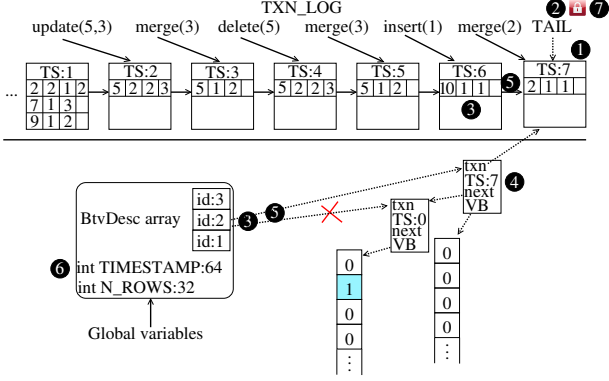 TXN_LOG
2 7
update(5,3) merge(3) delete(5) merge(3) insert(1) merge(2) TAIL
1
TS:1 TS:2 TS:3 TS:4 TS:5 TS:6 TS:7
... 2 2 1 2 5 2 2 3 5 1 2 5 2 2 3 5 1 2 10 1 1 5 2 1 1
7 1 3 3
9 1 2
txn
TS:7
next
VB
4
id:3
BtvDesc array id:2 3 5
id:1
txn
TS:0
next
VB
6 int TIMESTAMP:64
int N_ROWS:32
Global variables
0
1
0
0
⋮
0
0
0
0
⋮